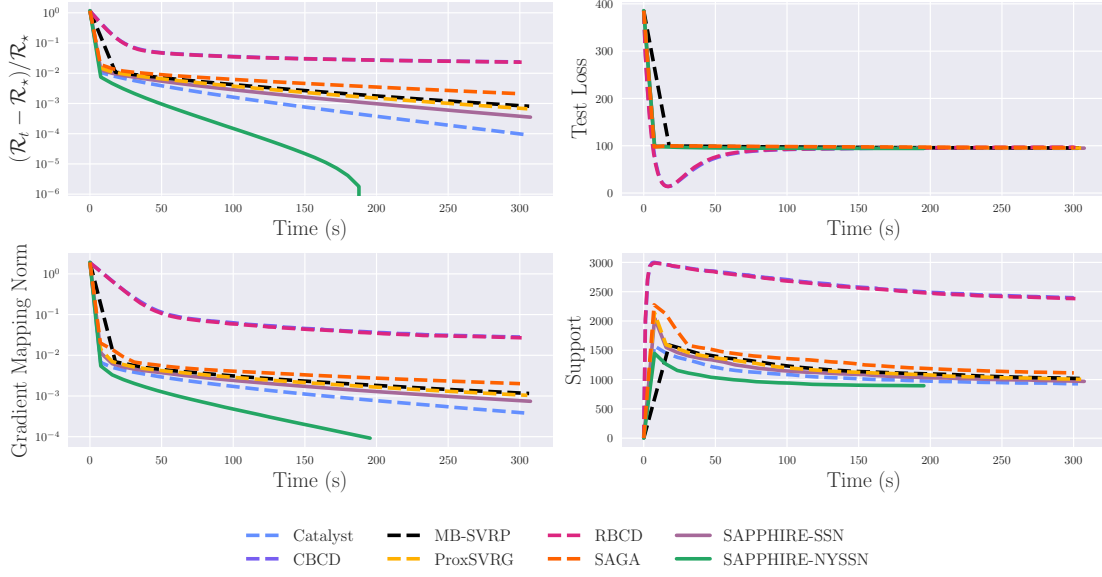 10⁰
10⁻¹
10⁻²
10⁻³
10⁻⁴
10⁻⁵
10⁻⁶
(R_t − R_⋆)/R_⋆
0 50 100 150 200 250 300
Time (s)
400
300
200
100
0
Test Loss
0 50 100 150 200 250 300
Time (s)
10⁰
10⁻¹
10⁻²
10⁻³
10⁻⁴
Gradient Mapping Norm
0 50 100 150 200 250 300
Time (s)
3000
2500
2000
1500
1000
500
0
Support
0 50 100 150 200 250 300
Time (s)
Catalyst MB-SVRP RBCD SAPPHIRE-SSN
CBCD ProxSVRG SAGA SAPPHIRE-NYSSN